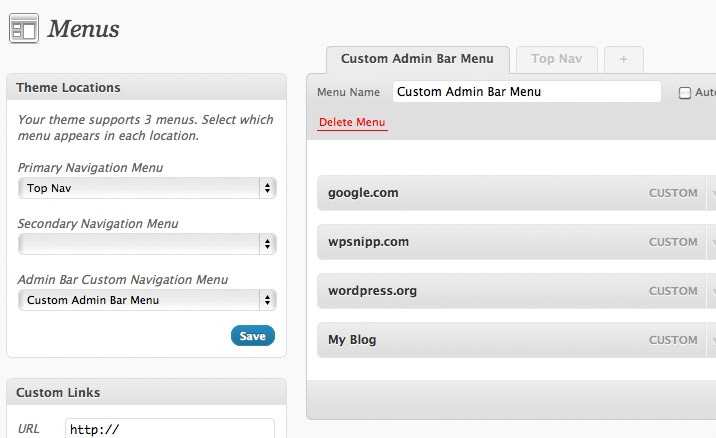 Menus
Theme Locations
Your theme supports 3 menus. Select which
menu appears in each location.
Primary Navigation Menu
Top Nav
Secondary Navigation Menu
Admin Bar Custom Navigation Menu
Custom Admin Bar Menu
Save
Custom Links
URL http://
Custom Admin Bar Menu Top Nav +
Menu Name Custom Admin Bar Menu Auto
Delete Menu
google.com CUSTOM
wpsnipp.com CUSTOM
wordpress.org CUSTOM
My Blog CUSTOM